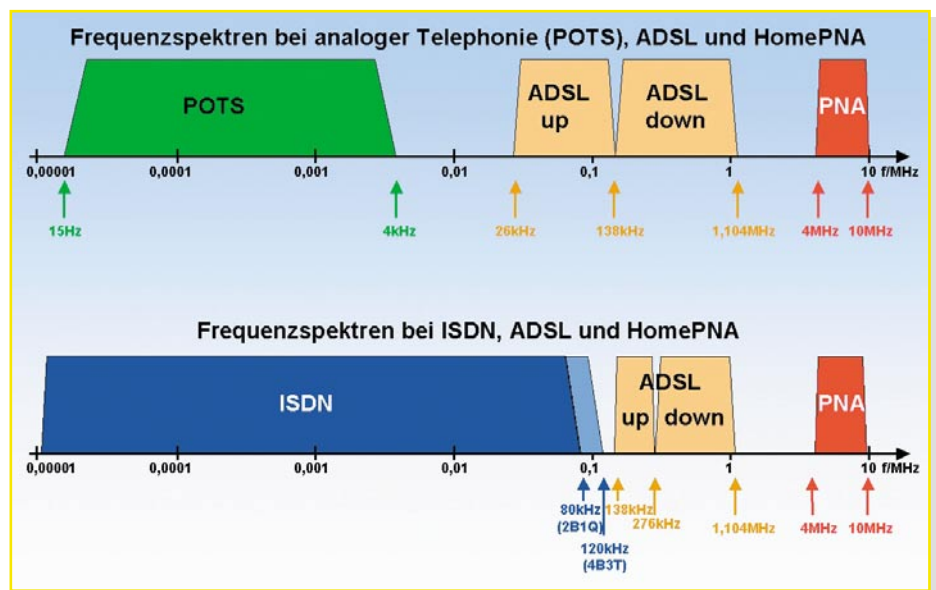 Frequenzspektren bei analoger Telephonie (POTS), ADSL und HomePNA
POTS
ADSL
up
ADSL
down
PNA
0,00001 0,0001 0,001 0,01 0,1 1 10 f/MHz
15Hz 4kHz 26kHz 138kHz 1,104MHz 4MHz 10MHz
Frequenzspektren bei ISDN, ADSL und HomePNA
ISDN
ADSL
up down
PNA
0,00001 0,0001 0,001 0,01 0,1 1 10 f/MHz
80kHz
(2B1Q)
120kHz
(4B3T)
138kHz
276kHz
1,104MHz 4MHz 10MHz